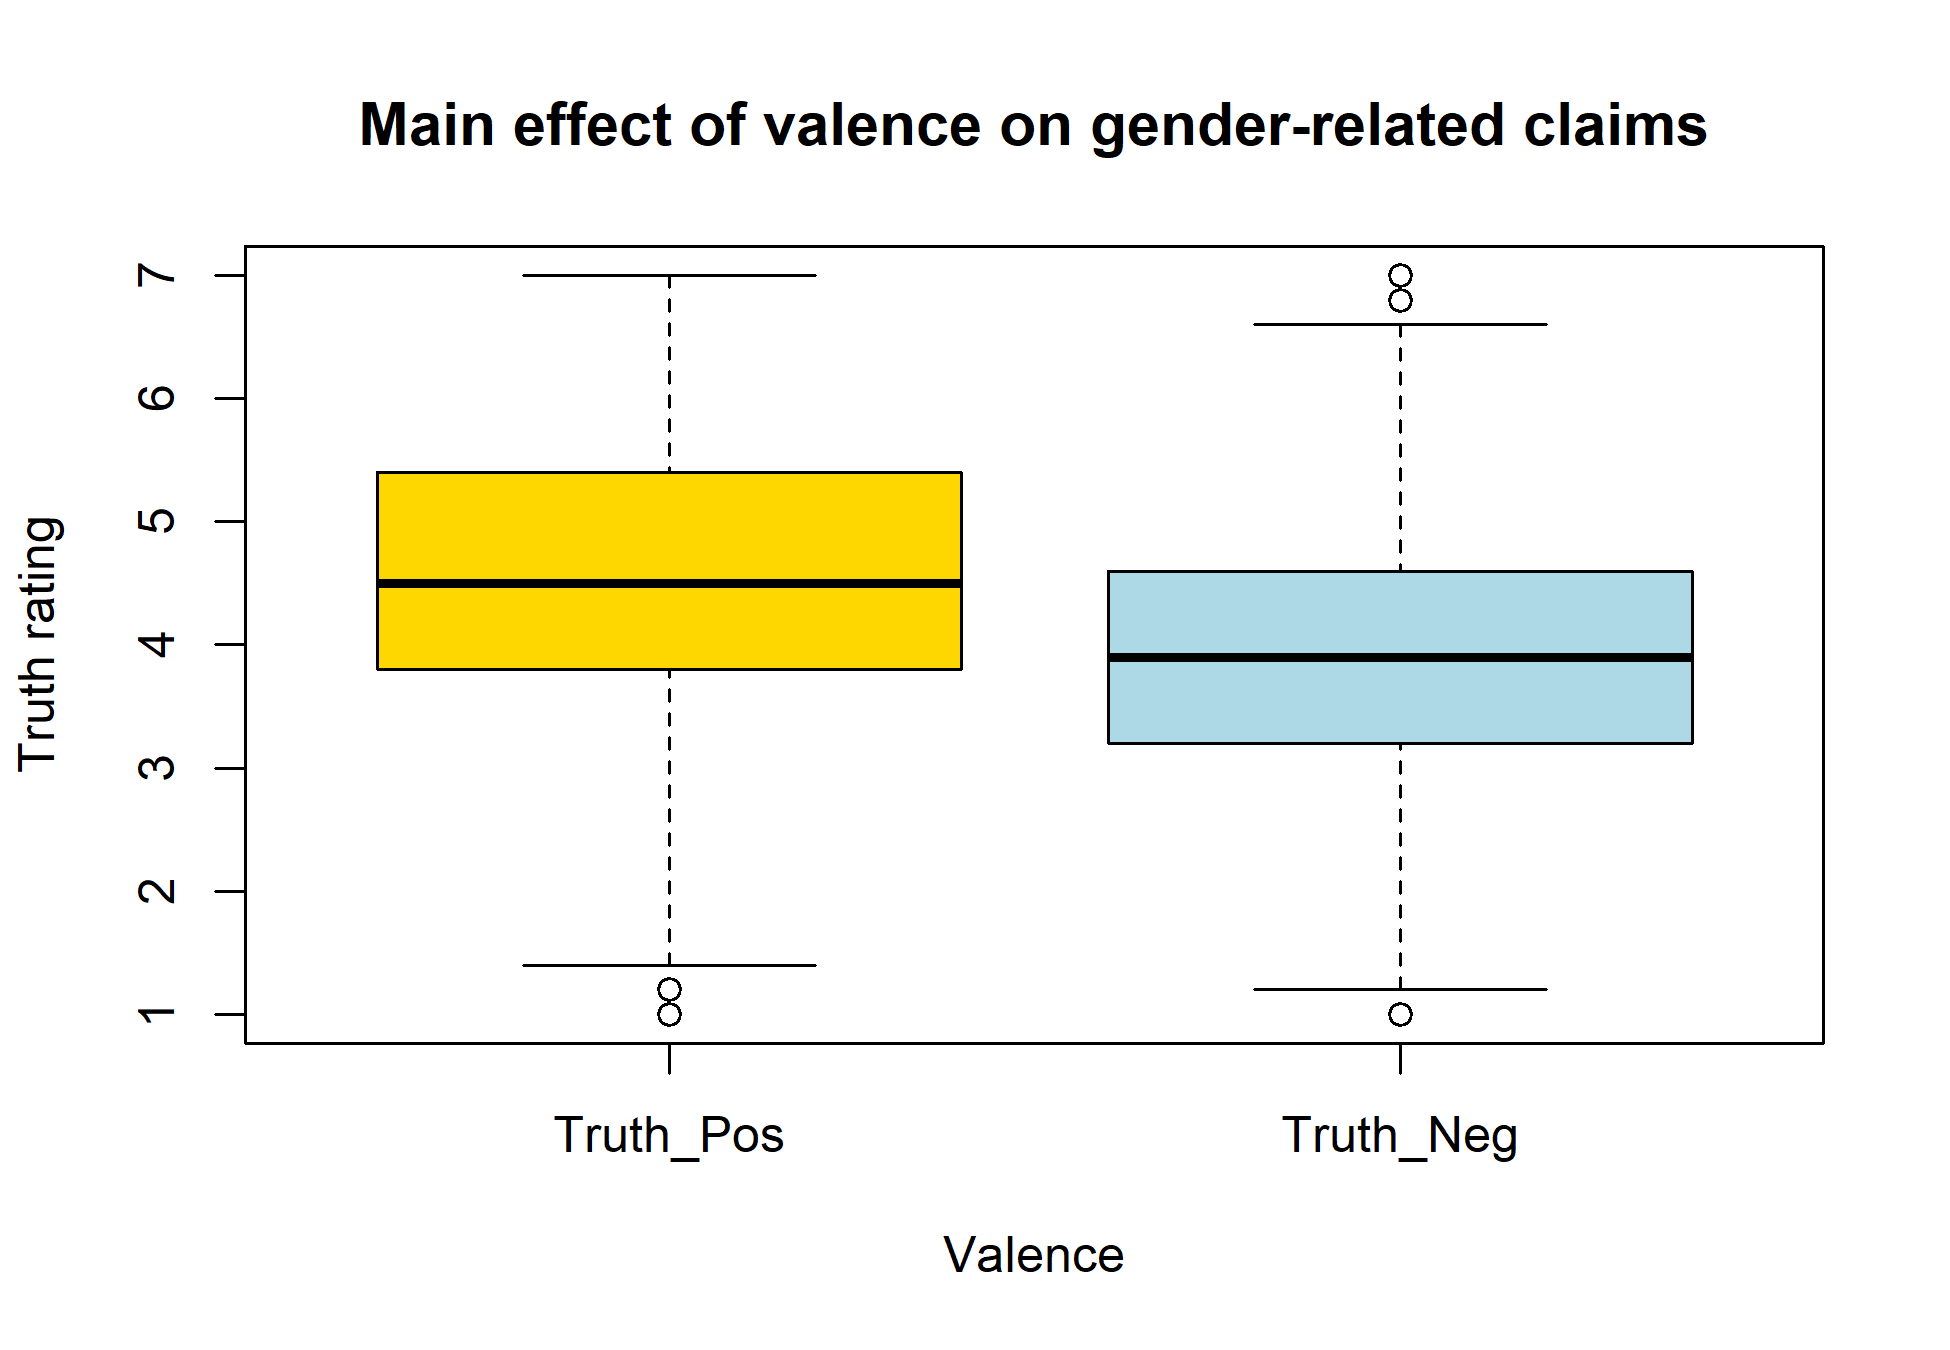 Main effect of valence on gender-related claims
Truth rating
7
6
5
4
3
2
1
Truth_Pos
Truth_Neg
Valence